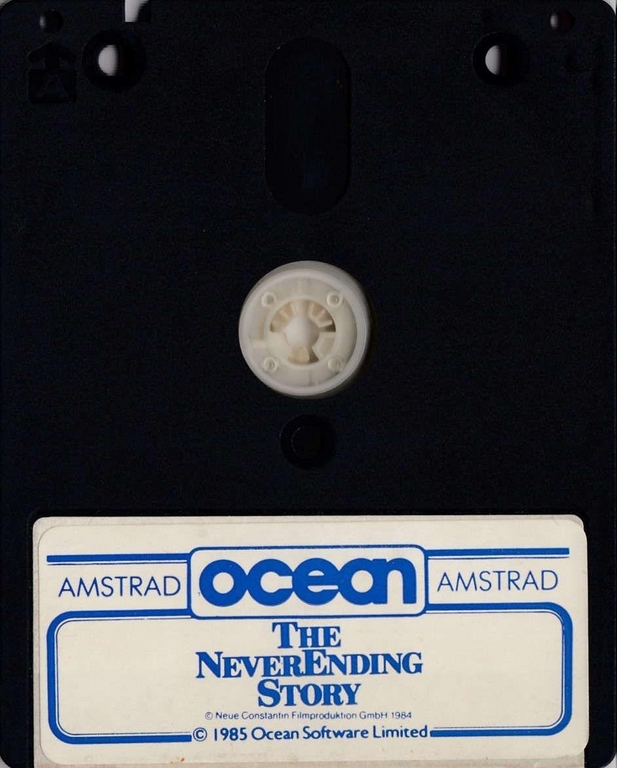 AMSTRAD ocean AMSTRAD
THE
NEVERENDING
STORY
© Neue Constantin Filmproduktion GmbH 1984
© 1985 Ocean Software Limited